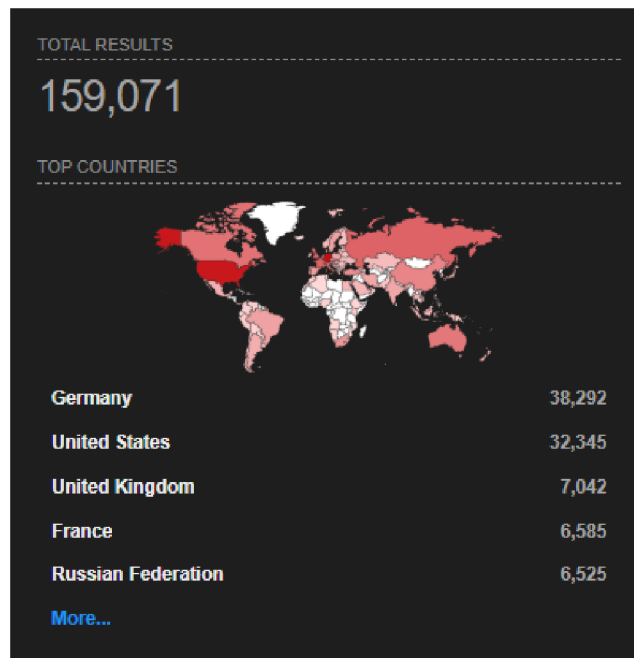 TOTAL RESULTS
159,071
TOP COUNTRIES
Germany 38,292
United States 32,345
United Kingdom 7,042
France 6,585
Russian Federation 6,525
More...